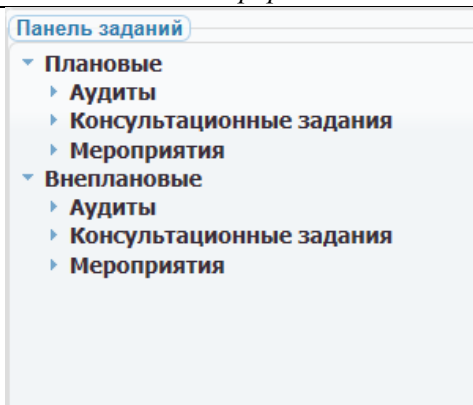 Панель заданий
Плановые
Аудиты
Консультационные задания
Мероприятия
Внеплановые
Аудиты
Консультационные задания
Мероприятия